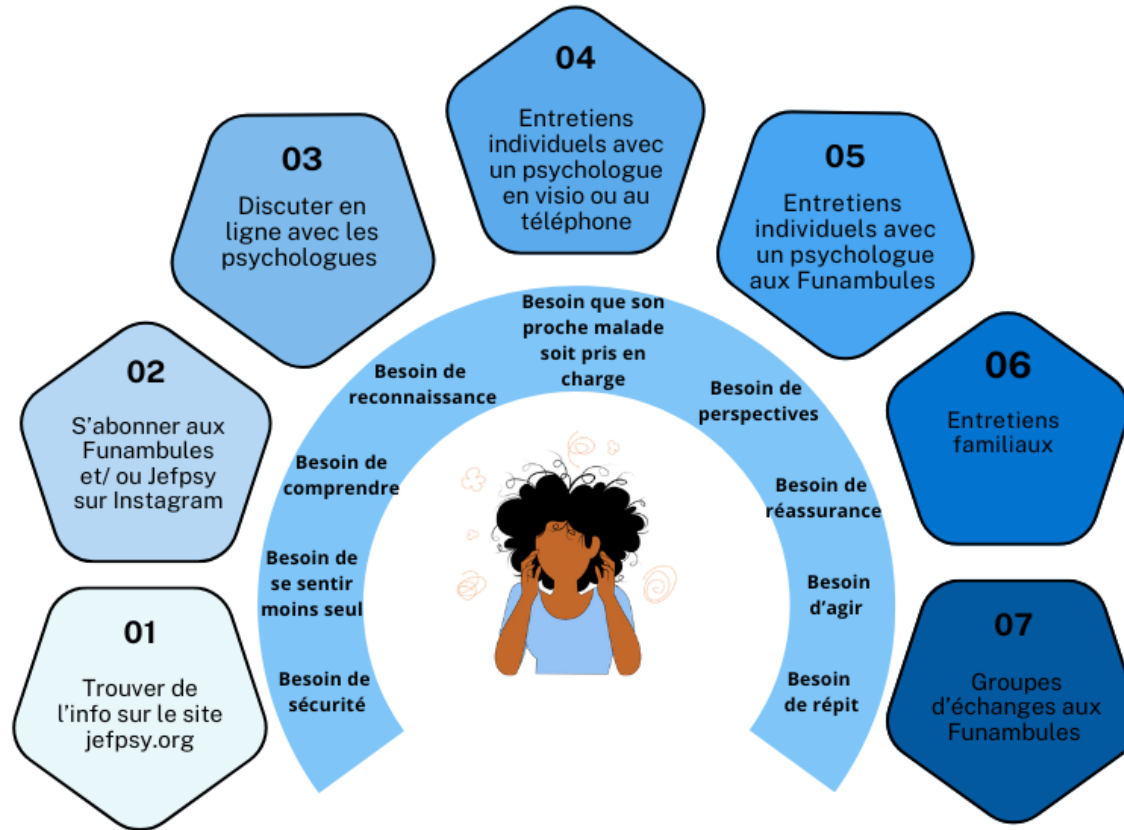 01
Trouver de
l'info sur le site
jefpsy.org
02
S'abonner aux
Funambules
et/ ou Jefpsy
sur Instagram
03
Discuter en
ligne avec les
psychologues
04
Entretiens
individuels avec
un psychologue
en visio ou au
téléphone
05
Entretiens
individuels avec
un psychologue
aux Funambules
06
Entretiens
familiaux
07
Groupes
d'échanges aux
Funambules
Besoin de
sécurité
Besoin de
se sentir
moins seul
Besoin de
comprendre
Besoin de
reconnaissance
Besoin que son
proche malade
soit pris en
charge
Besoin de
perspectives
Besoin de
réassurance
Besoin
d'agir
Besoin
de répit